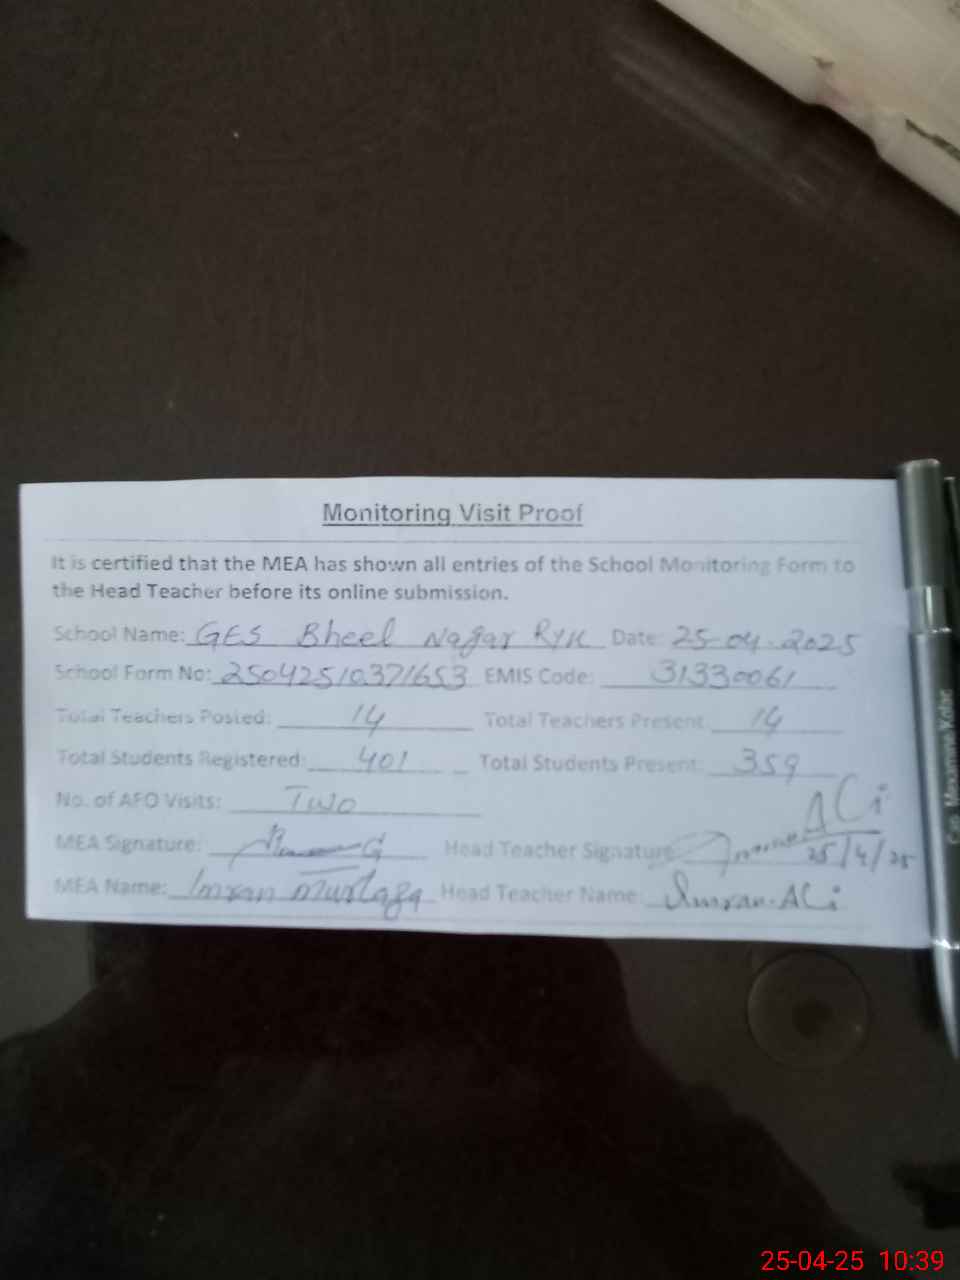 Monitoring Visit Proof
It is certified that the MEA has shown all entries of the School Monitoring Form to
the Head Teacher before its online submission.
School Name: GES Bheel Nagar RYK Date: 25-04-2025
School Form No: 25042510371653 EMIS Code: 31330061
Total Teachers Posted: 14 Total Teachers Present: 14
Total Students Registered: 401 Total Students Present: 359
No. of AEO Visits: Two
MEA Signature: Head Teacher Signature: ALi
25/4/25
MEA Name: Imran Murtaza Head Teacher Name: Imran ALi
25-04-25 10:39